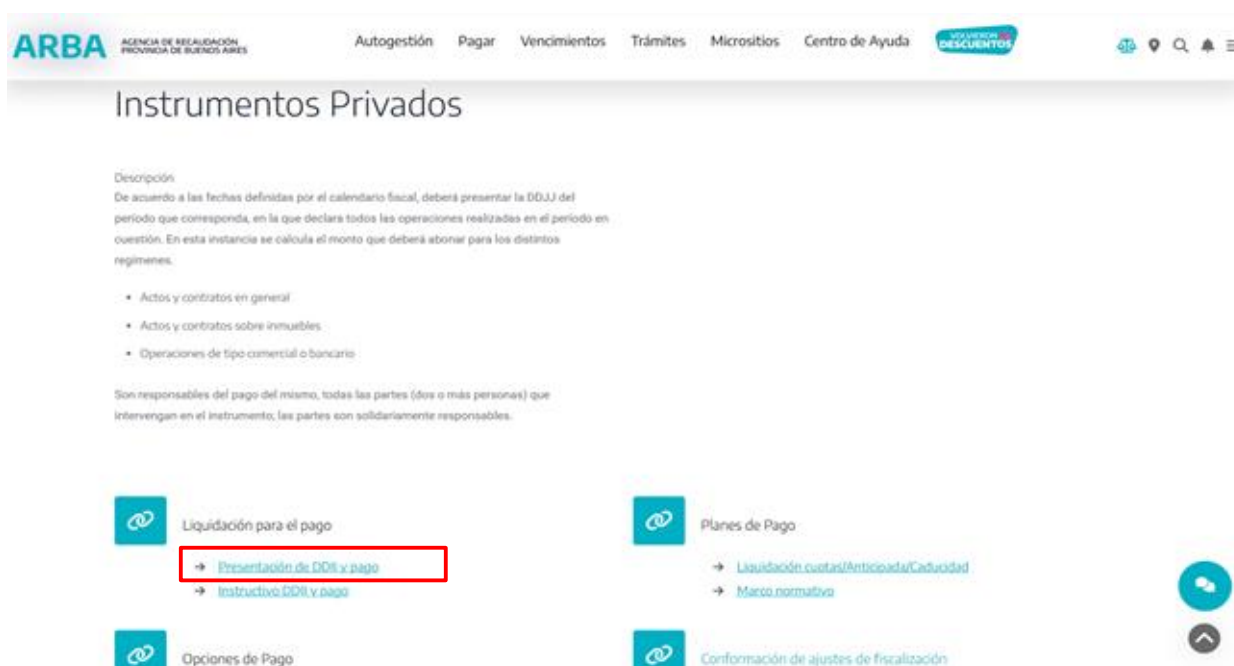 ARBA AGENCIA DE RECAUDACIÓN
PROVINCIA DE BUENOS AIRES
Autogestión Pagar Vencimientos Trámites Micrositios Centro de Ayuda
VOLVIERON
DESCUENTOS
Instrumentos Privados
Descripción
De acuerdo a las fechas definidas por el calendario fiscal, deberá presentar la DDJJ del
período que corresponda, en la que declara todos las operaciones realizadas en el período en
cuestión. En esta instancia se calcula el monto que deberá abonar para los distintos
regímenes.
• Actos y contratos en general
• Actos y contratos sobre inmuebles
• Operaciones de tipo comercial o bancario
Son responsables del pago del mismo, todas las partes (dos o más personas) que
intervengan en el instrumento; las partes son solidariamente responsables.
Liquidación para el pago
→ Presentación de DDJJ y pago
→ Instructivo DDJJ y pago
Planes de Pago
→ Liquidación cuotas/Anticipada/Caducidad
→ Marco normativo
Opciones de Pago
Conformación de ajustes de fiscalización